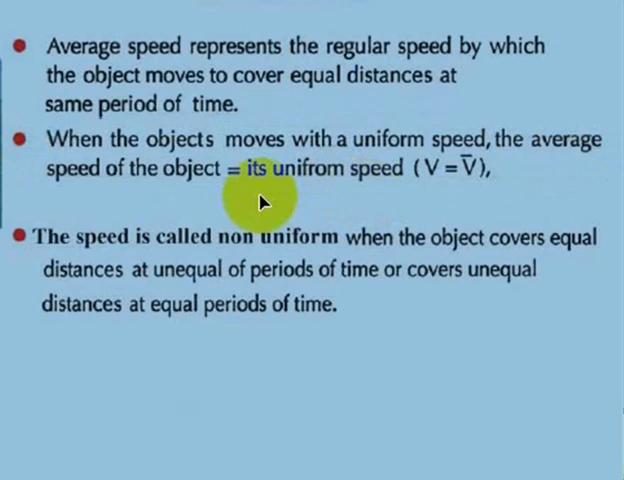 Average speed represents the regular speed by which
the object moves to cover equal distances at
same period of time.
When the objects moves with a uniform speed, the average
speed of the object = its unifrom speed ( V = V̅ ),
The speed is called non uniform when the object covers equal
distances at unequal of periods of time or covers unequal
distances at equal periods of time.